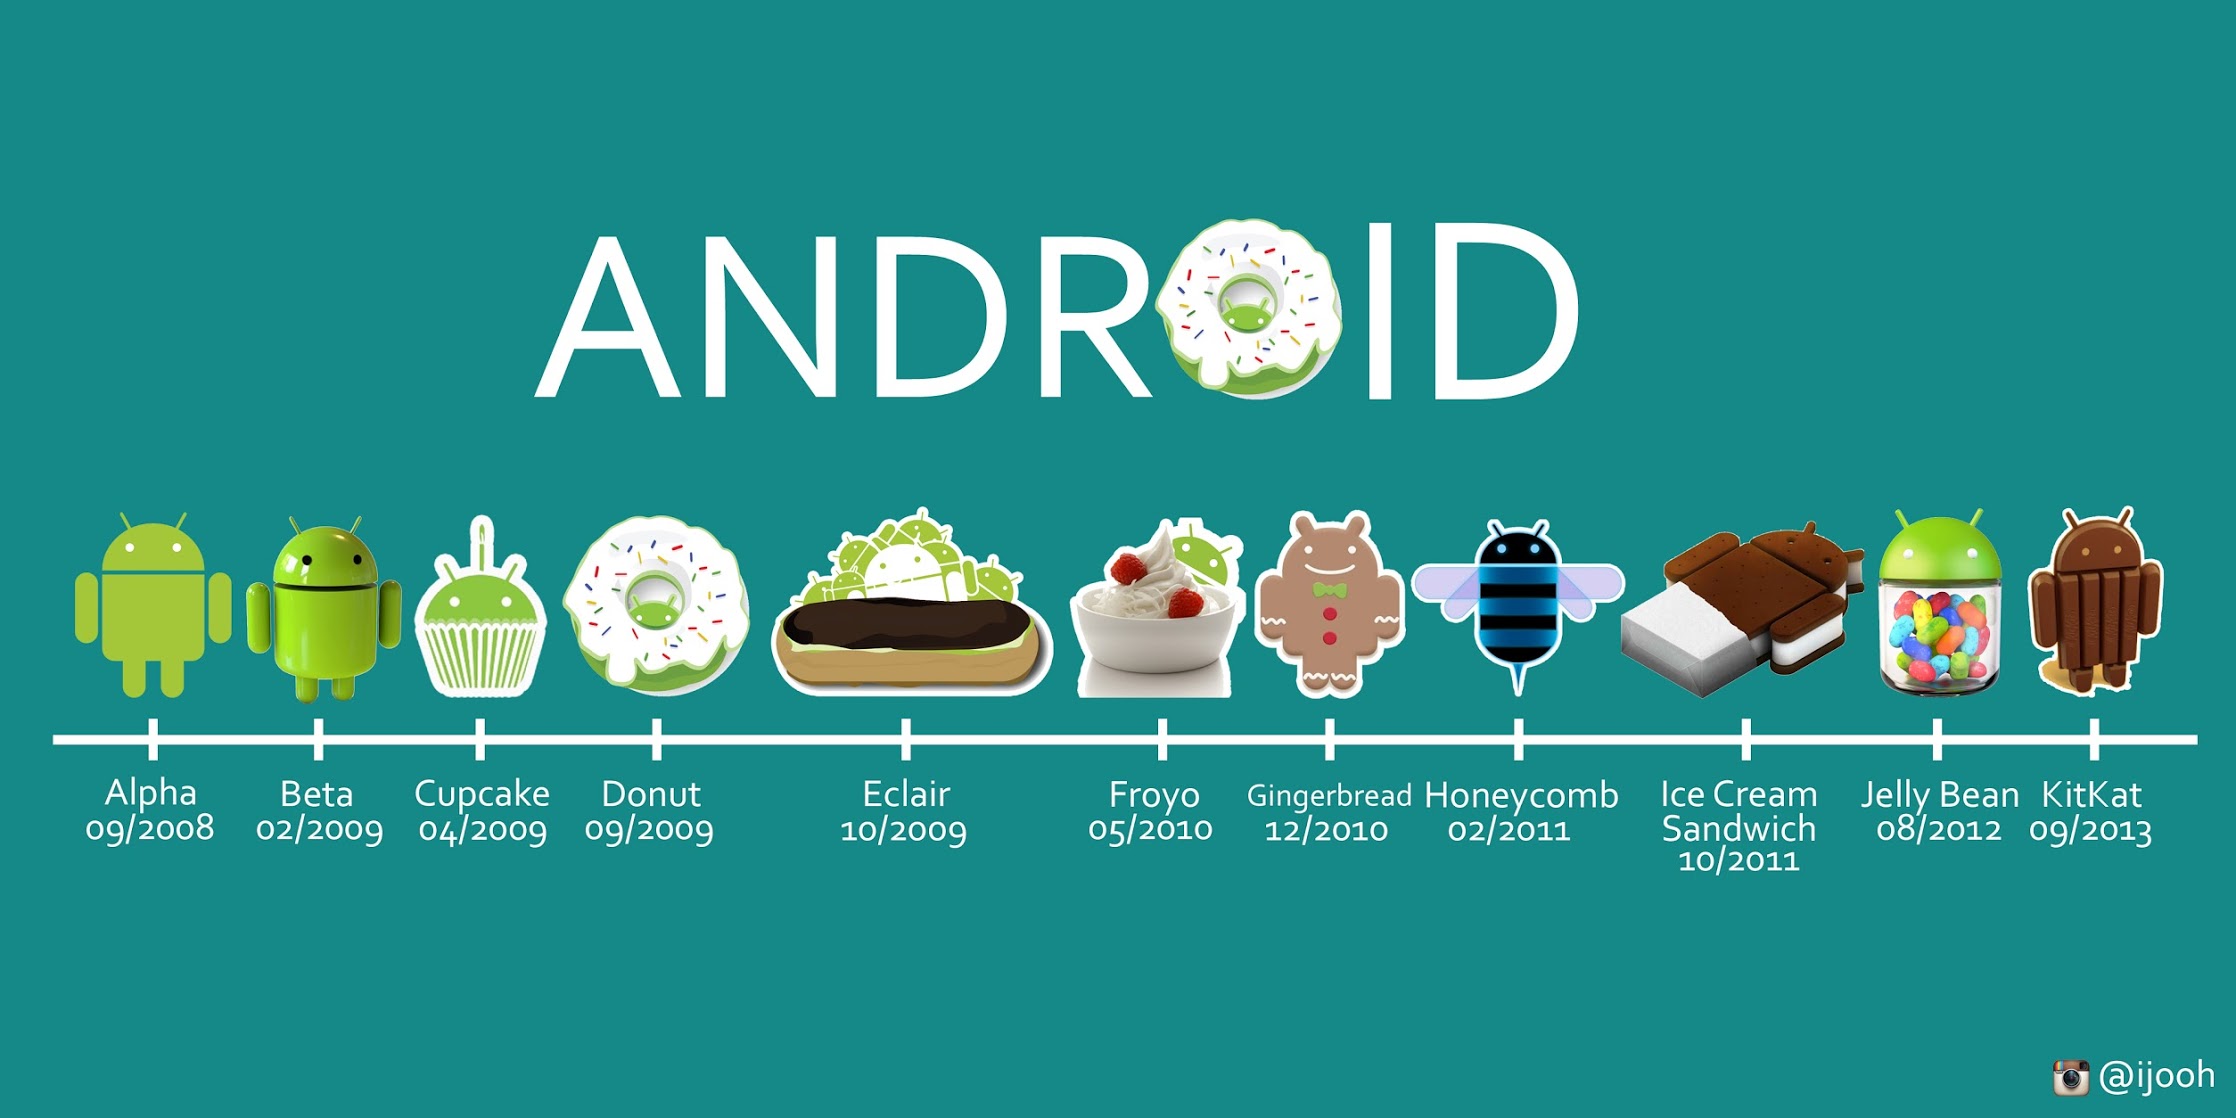 ANDROID
Alpha
09/2008
Beta
02/2009
Cupcake
04/2009
Donut
09/2009
Eclair
10/2009
Froyo
05/2010
Gingerbread
12/2010
Honeycomb
02/2011
Ice Cream
Sandwich
10/2011
Jelly Bean
08/2012
KitKat
09/2013
@ijooh